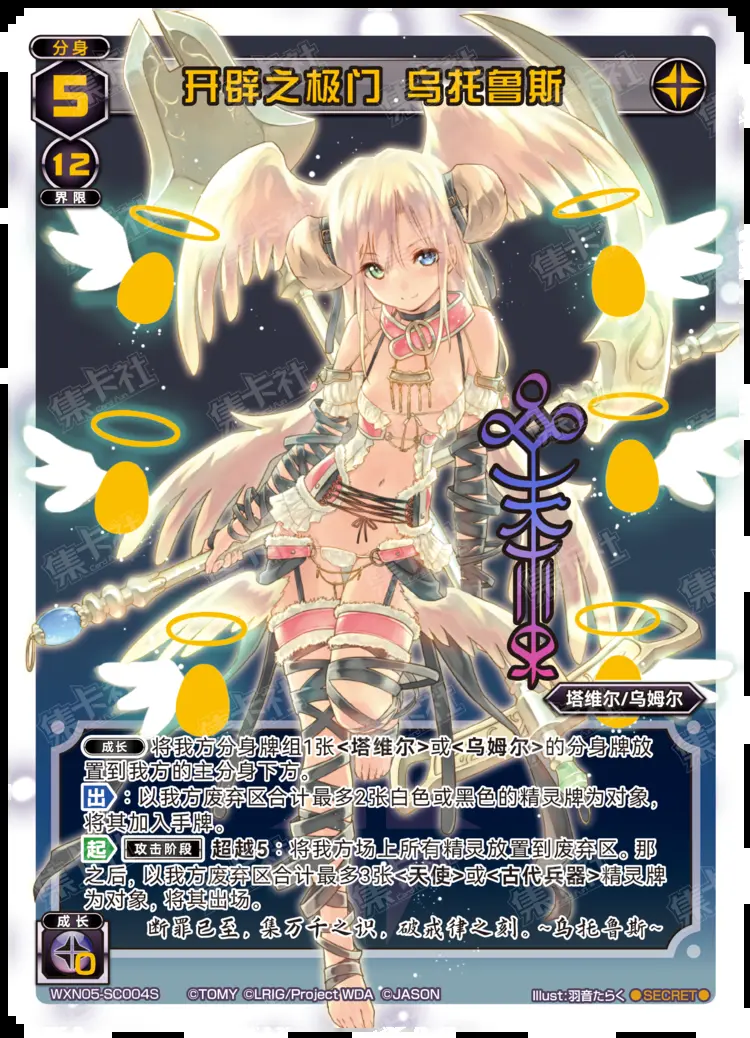 分身
开辟之极门 乌托鲁斯
5
12
界限
集卡社
塔维尔/乌姆尔
成长 将我方分身牌组1张<塔维尔>或<乌姆尔>的分身牌放
置到我方的主分身下方。
出：以我方废弃区合计最多2张白色或黑色的精灵牌为对象，
将其加入手牌。
起 攻击阶段 超越5：将我方场上所有精灵放置到废弃区。那
之后，以我方废弃区合计最多3张<天使>或<古代兵器>精灵牌
为对象，将其出场。
断罪已至，集万千之识，破戒律之刻。~乌托鲁斯~
成长
0
WXN05-SC004S ©TOMY ©LRIG/Project WDA ©JASON Illust:羽音たらく ●SECRET●